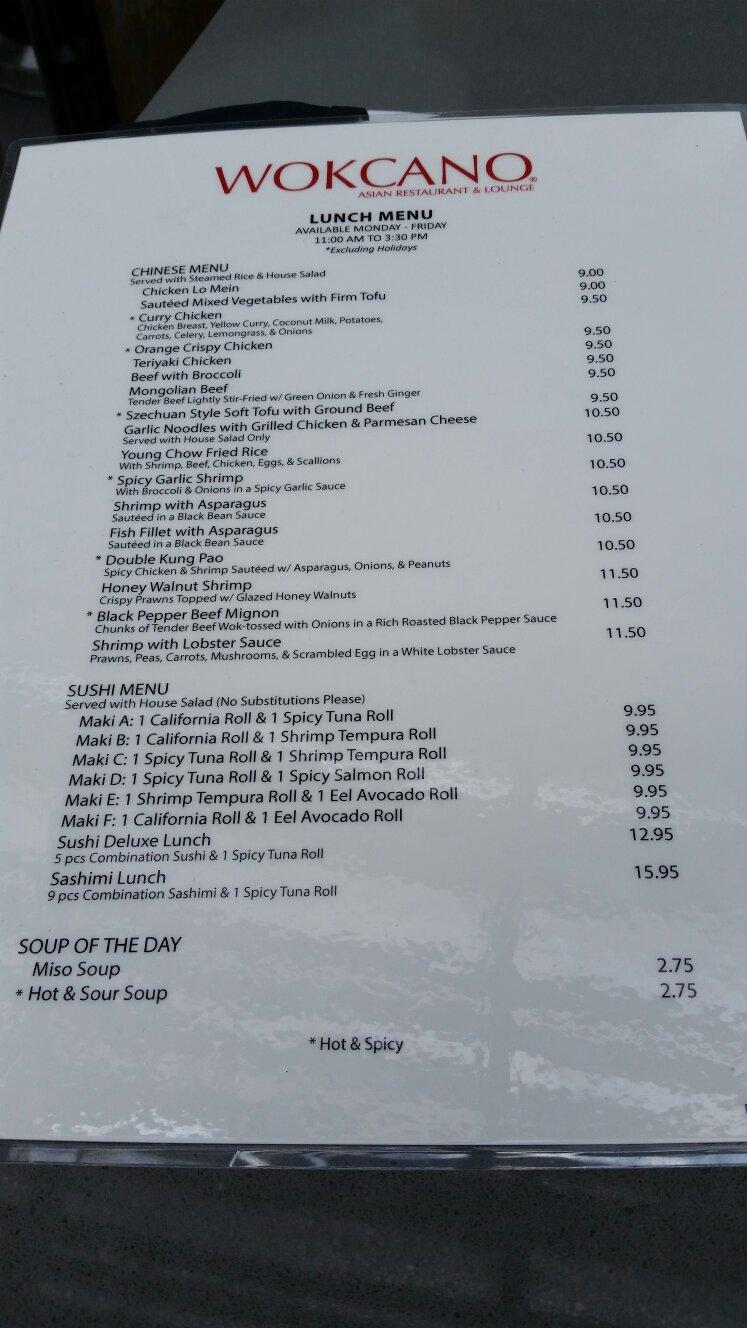 WOKCANO®
ASIAN RESTAURANT & LOUNGE
LUNCH MENU
AVAILABLE MONDAY - FRIDAY
11:00 AM TO 3:30 PM
*Excluding Holidays
CHINESE MENU
Served with Steamed Rice & House Salad
Chicken Lo Mein 9.00
Sautéed Mixed Vegetables with Firm Tofu 9.00
* Curry Chicken 9.50
Chicken Breast, Yellow Curry, Coconut Milk, Potatoes,
Carrots, Celery, Lemongrass, & Onions
* Orange Crispy Chicken 9.50
Teriyaki Chicken 9.50
Beef with Broccoli 9.50
Mongolian Beef 9.50
Tender Beef Lightly Stir-Fried w/ Green Onion & Fresh Ginger
* Szechuan Style Soft Tofu with Ground Beef 9.50
Garlic Noodles with Grilled Chicken & Parmesan Cheese 10.50
Served with House Salad Only
Young Chow Fried Rice 10.50
With Shrimp, Beef, Chicken, Eggs, & Scallions
* Spicy Garlic Shrimp 10.50
With Broccoli & Onions in a Spicy Garlic Sauce
Shrimp with Asparagus 10.50
Sautéed in a Black Bean Sauce
Fish Fillet with Asparagus 10.50
Sautéed in a Black Bean Sauce
* Double Kung Pao 10.50
Spicy Chicken & Shrimp Sautéed w/ Asparagus, Onions, & Peanuts
Honey Walnut Shrimp 11.50
Crispy Prawns Topped w/ Glazed Honey Walnuts
* Black Pepper Beef Mignon 11.50
Chunks of Tender Beef Wok-tossed with Onions in a Rich Roasted Black Pepper Sauce
Shrimp with Lobster Sauce 11.50
Prawns, Peas, Carrots, Mushrooms, & Scrambled Egg in a White Lobster Sauce
SUSHI MENU
Served with House Salad (No Substitutions Please)
Maki A: 1 California Roll & 1 Spicy Tuna Roll 9.95
Maki B: 1 California Roll & 1 Shrimp Tempura Roll 9.95
Maki C: 1 Spicy Tuna Roll & 1 Shrimp Tempura Roll 9.95
Maki D: 1 Spicy Tuna Roll & 1 Spicy Salmon Roll 9.95
Maki E: 1 Shrimp Tempura Roll & 1 Eel Avocado Roll 9.95
Maki F: 1 California Roll & 1 Eel Avocado Roll 9.95
Sushi Deluxe Lunch 12.95
5 pcs Combination Sushi & 1 Spicy Tuna Roll
Sashimi Lunch 15.95
9 pcs Combination Sashimi & 1 Spicy Tuna Roll
SOUP OF THE DAY
Miso Soup 2.75
* Hot & Sour Soup 2.75
* Hot & Spicy